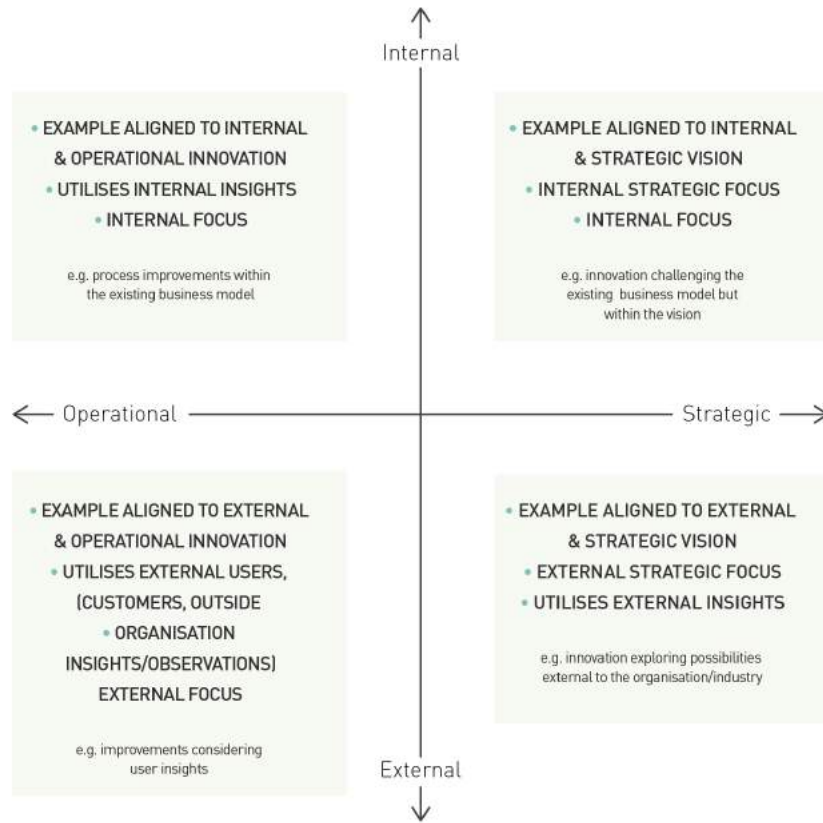 Internal
• EXAMPLE ALIGNED TO INTERNAL
& OPERATIONAL INNOVATION
• UTILISES INTERNAL INSIGHTS
• INTERNAL FOCUS
e.g. process improvements within
the existing business model
• EXAMPLE ALIGNED TO INTERNAL
& STRATEGIC VISION
• INTERNAL STRATEGIC FOCUS
• INTERNAL FOCUS
e.g. innovation challenging the
existing business model but
within the vision
Operational
Strategic
• EXAMPLE ALIGNED TO EXTERNAL
& OPERATIONAL INNOVATION
• UTILISES EXTERNAL USERS,
(CUSTOMERS, OUTSIDE
• ORGANISATION
INSIGHTS/OBSERVATIONS)
EXTERNAL FOCUS
e.g. improvements considering
user insights
• EXAMPLE ALIGNED TO EXTERNAL
& STRATEGIC VISION
• EXTERNAL STRATEGIC FOCUS
• UTILISES EXTERNAL INSIGHTS
e.g. innovation exploring possibilities
external to the organisation/industry
External